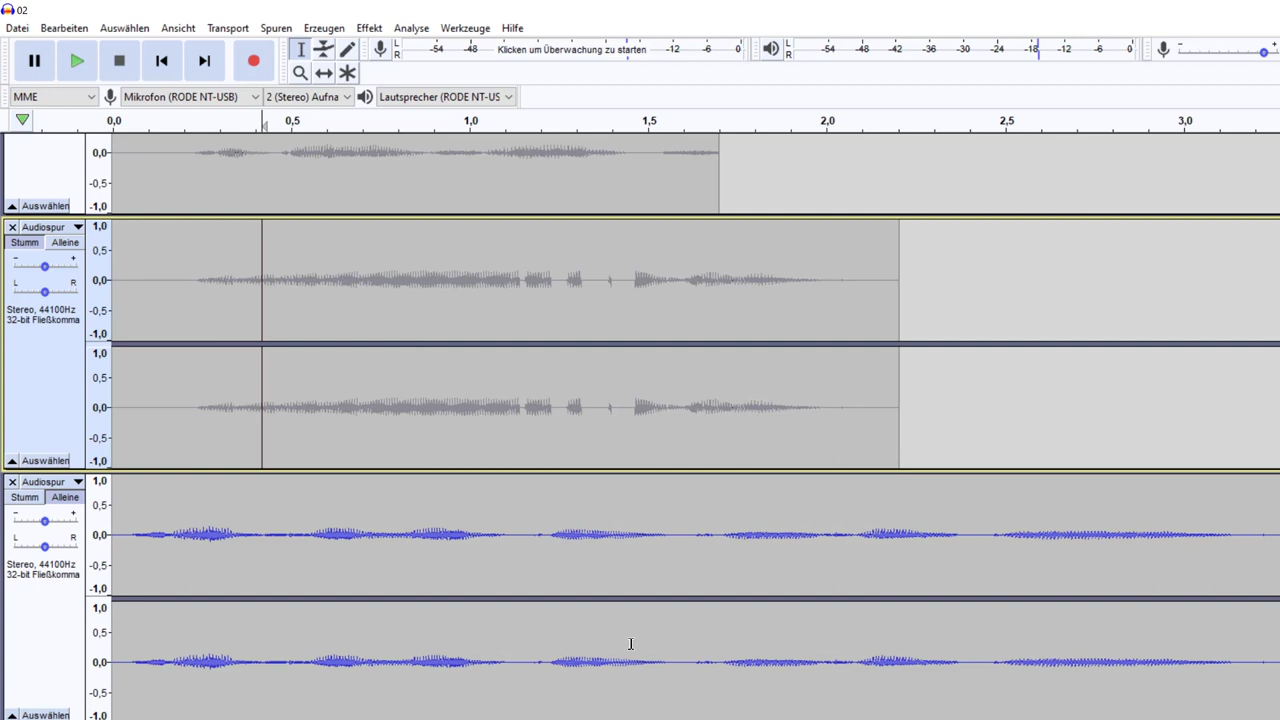 02
Datei Bearbeiten Auswählen Ansicht Transport Spuren Erzeugen Effekt Analyse Werkzeuge Hilfe
L R -54 -48 Klicken um Überwachung zu starten -12 -6 0 L R -54 -48 -42 -36 -30 -24 -18 -12 -6 0 - +
MME Mikrofon (RODE NT-USB) 2 (Stereo) Aufna Lautsprecher (RODE NT-US
0,0 0,5 1,0 1,5 2,0 2,5 3,0
0,0
-0,5
Auswählen -1,0
Audiospur 1,0
Stumm Alleine
0,5
- +
0,0
L R
Stereo, 44100Hz -0,5
32-bit Fließkomma
-1,0
1,0
0,5
0,0
-0,5
Auswählen -1,0
Audiospur 1,0
Stumm Alleine
0,5
- +
0,0
L R
Stereo, 44100Hz -0,5
32-bit Fließkomma
-1,0
1,0
0,5
0,0
-0,5
Auswählen -1,0